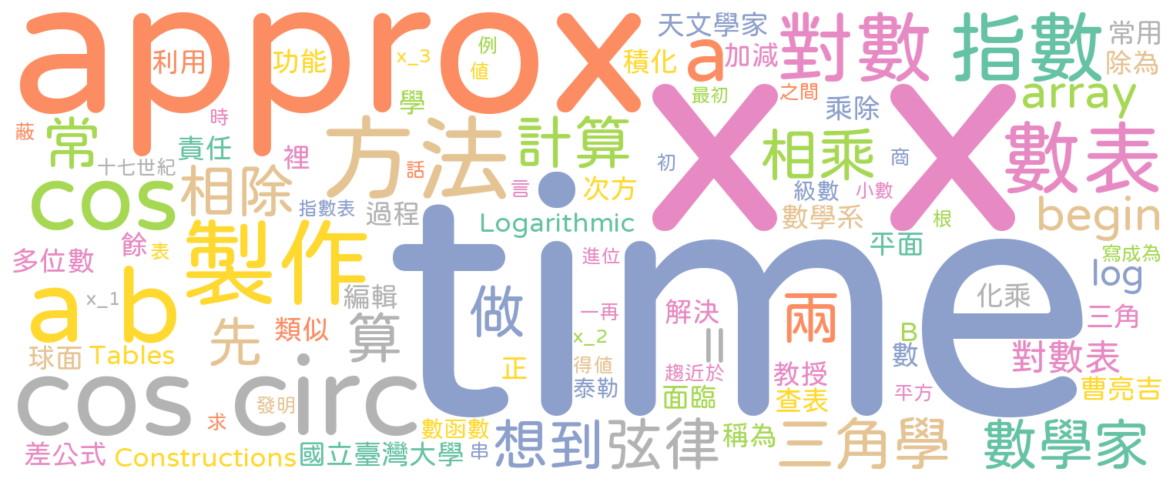 approx
利用
功能
x_3
例
值
積化
天文學家
a
加減
對數
指數
常用
除為
蔽
常
時
學
最初
之間
乘除
array
十七世紀
責任
裡
方法
話
計算
言
初
x x
相乘
商
數表
cos
相除
指數表
過程
次方
Logarithmic
級數
小數
數學系
根
begin
多位數
餘
表
製作
time
進位
平面
寫成為
log
a b
x_1
編輯
做
一再
解決
兩
化乘
三角
球面
Tables
先
類似
算
x_2
||
B
數
對數表
正
得值
泰勒
趨近於
面臨
教授
查表
平方
曹亮吉
cos circ
求
發明
差公式
Constructions
國立臺灣大學
數函數
串
想到
弦律
稱為
三角學
數學家